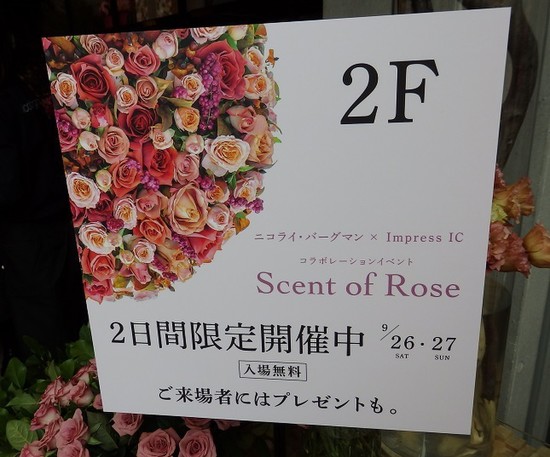 2F
ニコライ・バーグマン × Impress IC
コラボレーションイベント
Scent of Rose
2日間限定開催中 9/26・27
SAT SUN
入場無料
ご来場者にはプレゼントも。